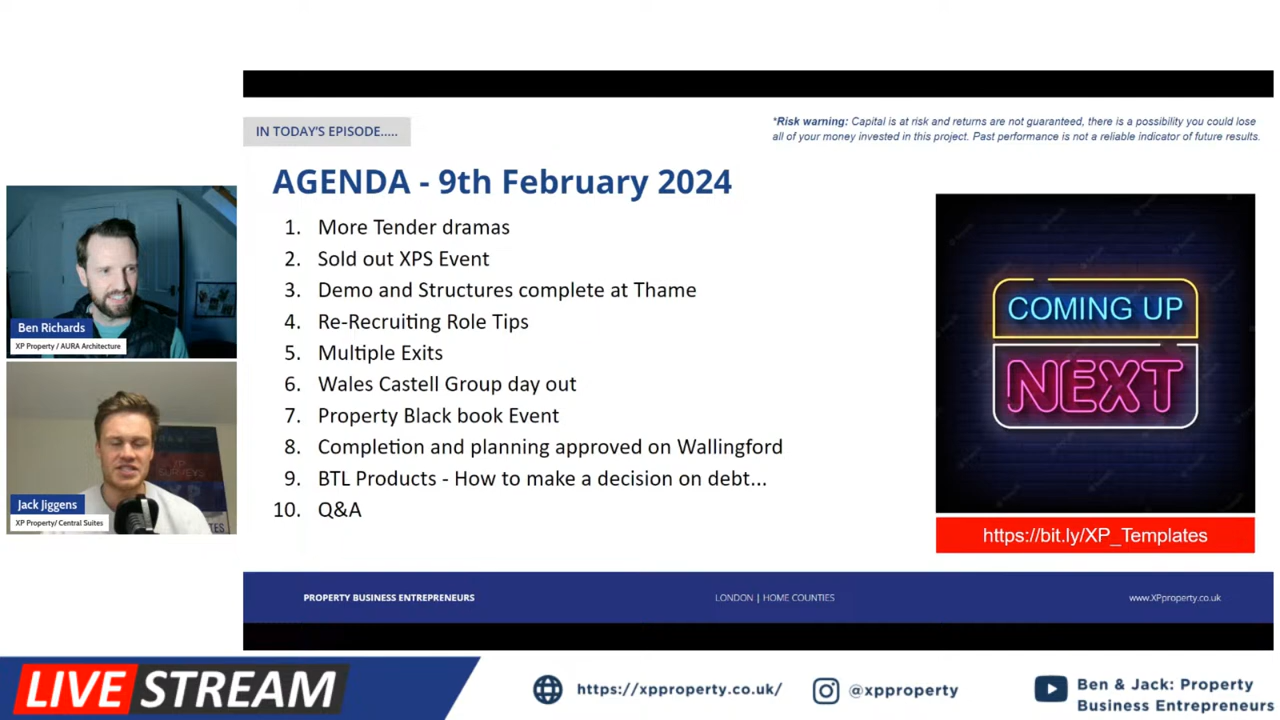 IN TODAY'S EPISODE.....
*Risk warning: Capital is at risk and returns are not guaranteed, there is a possibility you could lose
all of your money invested in this project. Past performance is not a reliable indicator of future results.
AGENDA - 9th February 2024
1. More Tender dramas
2. Sold out XPS Event
3. Demo and Structures complete at Thame
4. Re-Recruiting Role Tips
5. Multiple Exits
6. Wales Castell Group day out
7. Property Black book Event
8. Completion and planning approved on Wallingford
9. BTL Products - How to make a decision on debt...
10. Q&A
COMING UP
NEXT
https://bit.ly/XP_Templates
Ben Richards
XP Property / AURA Architecture
Jack Jiggens
XP Property/ Central Suites
PROPERTY BUSINESS ENTREPRENEURS
LONDON | HOME COUNTIES
www.XPproperty.co.uk
LIVE STREAM
https://xpproperty.co.uk/
@xpproperty
Ben & Jack: Property
Business Entrepreneurs